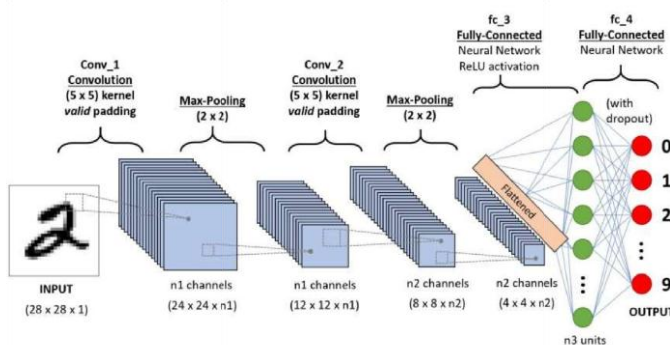 fc_3
Fully-Connected
Neural Network
ReLU activation
fc_4
Fully-Connected
Neural Network
Conv_1
Convolution
(5 x 5) kernel
valid padding
Max-Pooling
(2 x 2)
Conv_2
Convolution
(5 x 5) kernel
valid padding
Max-Pooling
(2 x 2)
(with
dropout)
Flattened
0
1
2
9
2
INPUT
(28 x 28 x 1)
n1 channels
(24 x 24 x n1)
n1 channels
(12 x 12 x n1)
n2 channels
(8 x 8 x n2)
n2 channels
(4 x 4 x n2)
OUTPUT
n3 units